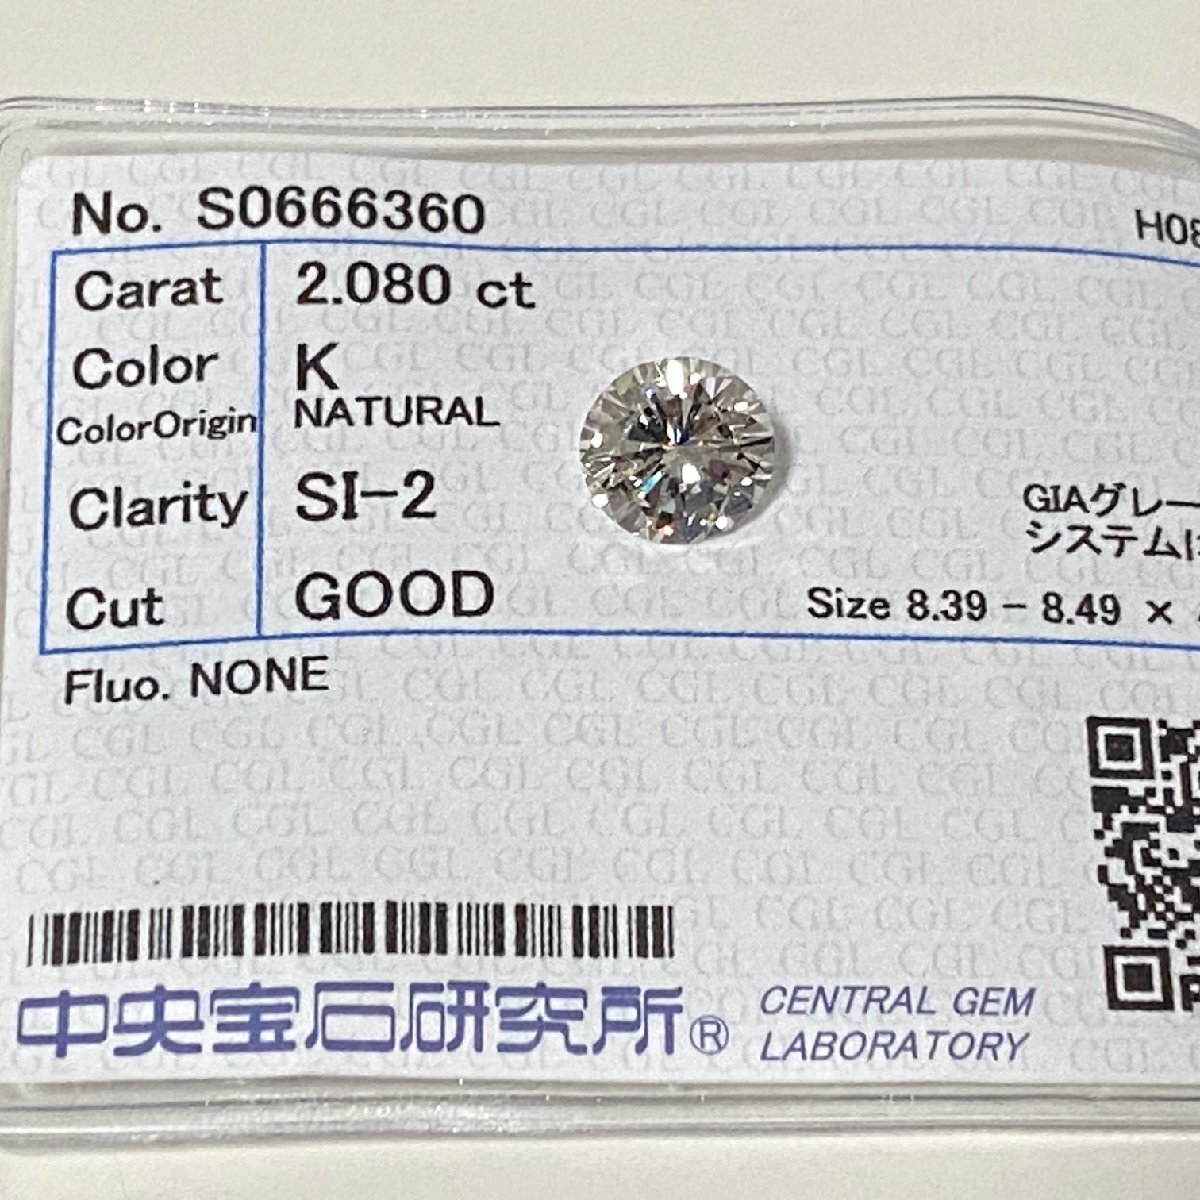 No. S0666360
H08
Carat 2.080 ct
Color K
ColorOrigin NATURAL
Clarity SI-2
GIAグレー
システムに
Cut GOOD
Size 8.39 - 8.49 ×
Fluo. NONE
中央宝石研究所® CENTRAL GEM
LABORATORY